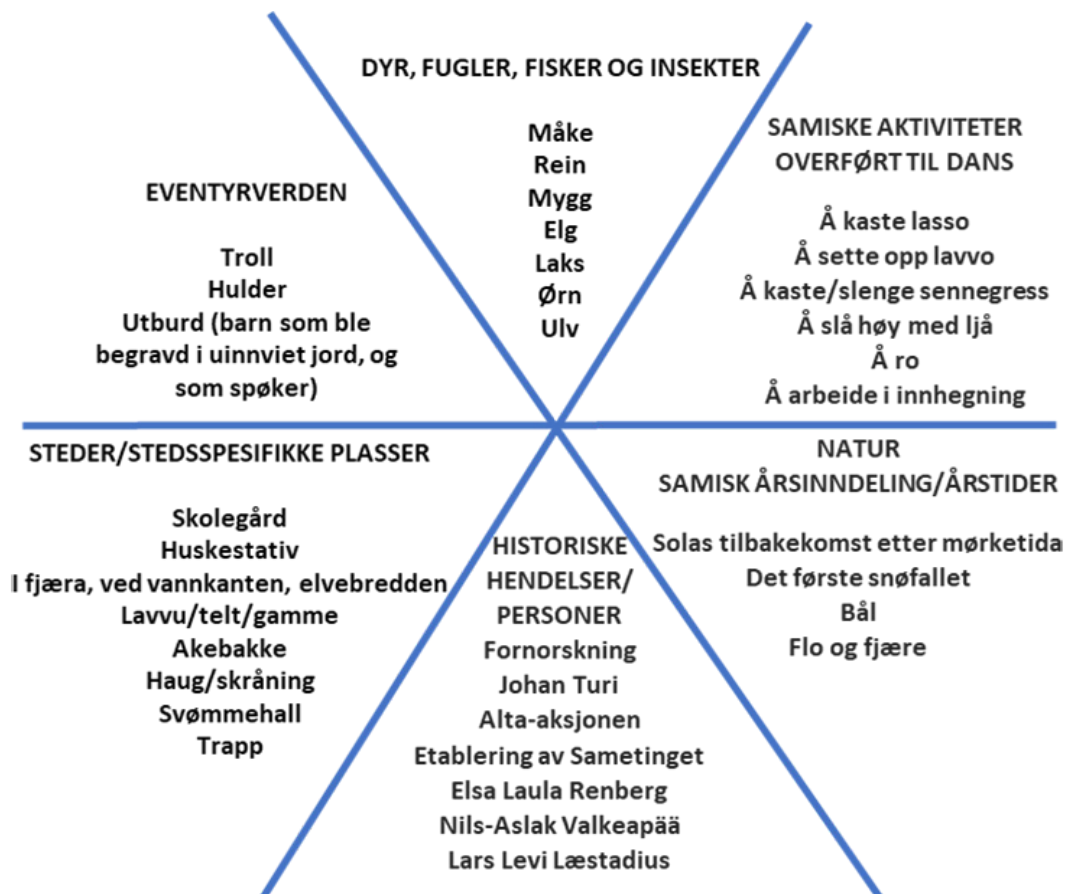 DYR, FUGLER, FISKER OG INSEKTER
Måke
Rein
Mygg
Elg
Laks
Ørn
Ulv
SAMISKE AKTIVITETER
OVERFØRT TIL DANS
Å kaste lasso
Å sette opp lavvo
Å kaste/slenge sennegress
Å slå høy med ljå
Å ro
Å arbeide i innhegning
EVENTYRVERDEN
Troll
Hulder
Utburd (barn som ble
begravd i uinnviet jord, og
som spøker)
STEDER/STEDSSPESIFIKKE PLASSER
Skolegård
Huskestativ
I fjæra, ved vannkanten, elvebredden
Lavvu/telt/gamme
Akebakke
Haug/skråning
Svømmehall
Trapp
HISTORISKE
HENDELSER/
PERSONER
Fornorskning
Johan Turi
Alta-aksjonen
Etablering av Sametinget
Elsa Laula Renberg
Nils-Aslak Valkeapää
Lars Levi Læstadius
NATUR
SAMISK ÅRSINNDELING/ÅRSTIDER
Solas tilbakekomst etter mørketida
Det første snøfallet
Bål
Flo og fjære